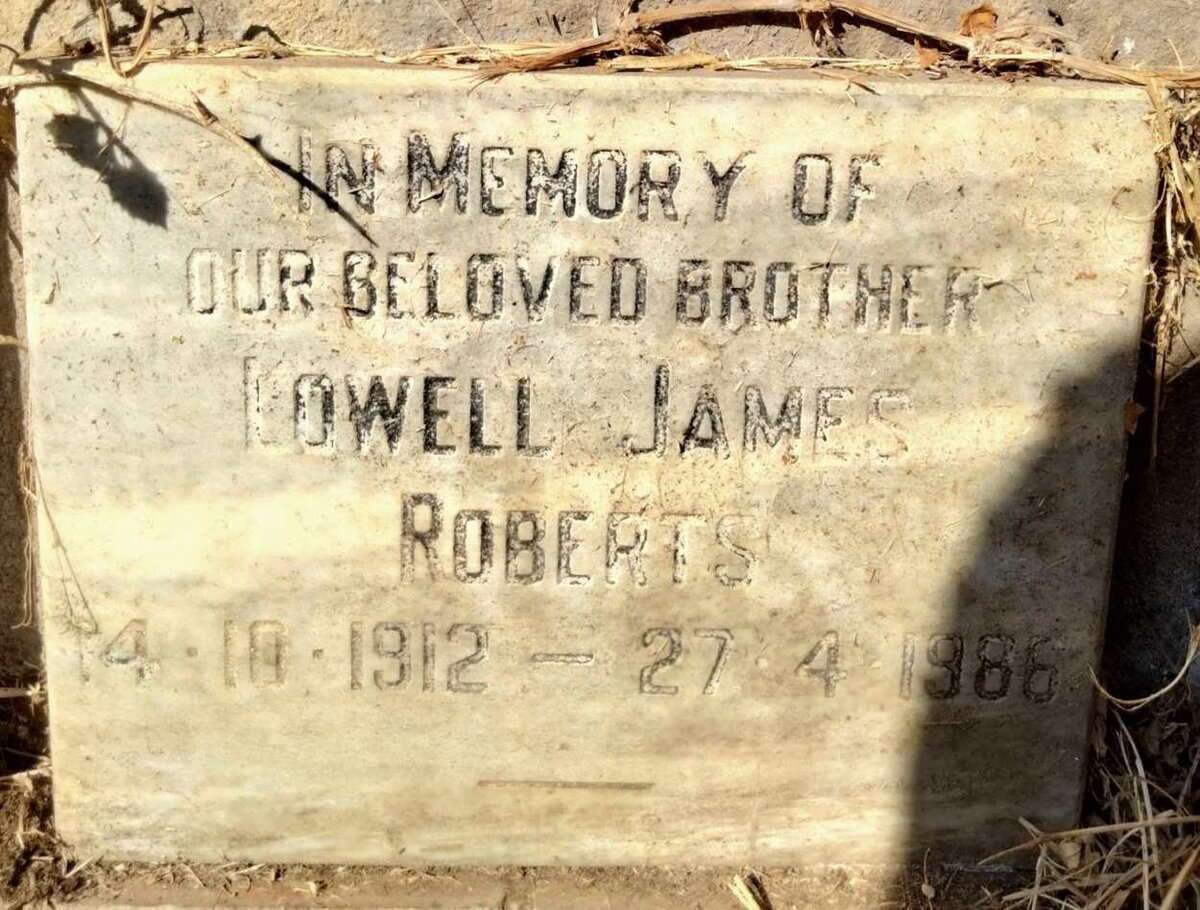 IN MEMORY OF
OUR BELOVED BROTHER
LOWELL JAMES
ROBERTS
14·10·1912 — 27·4·1986